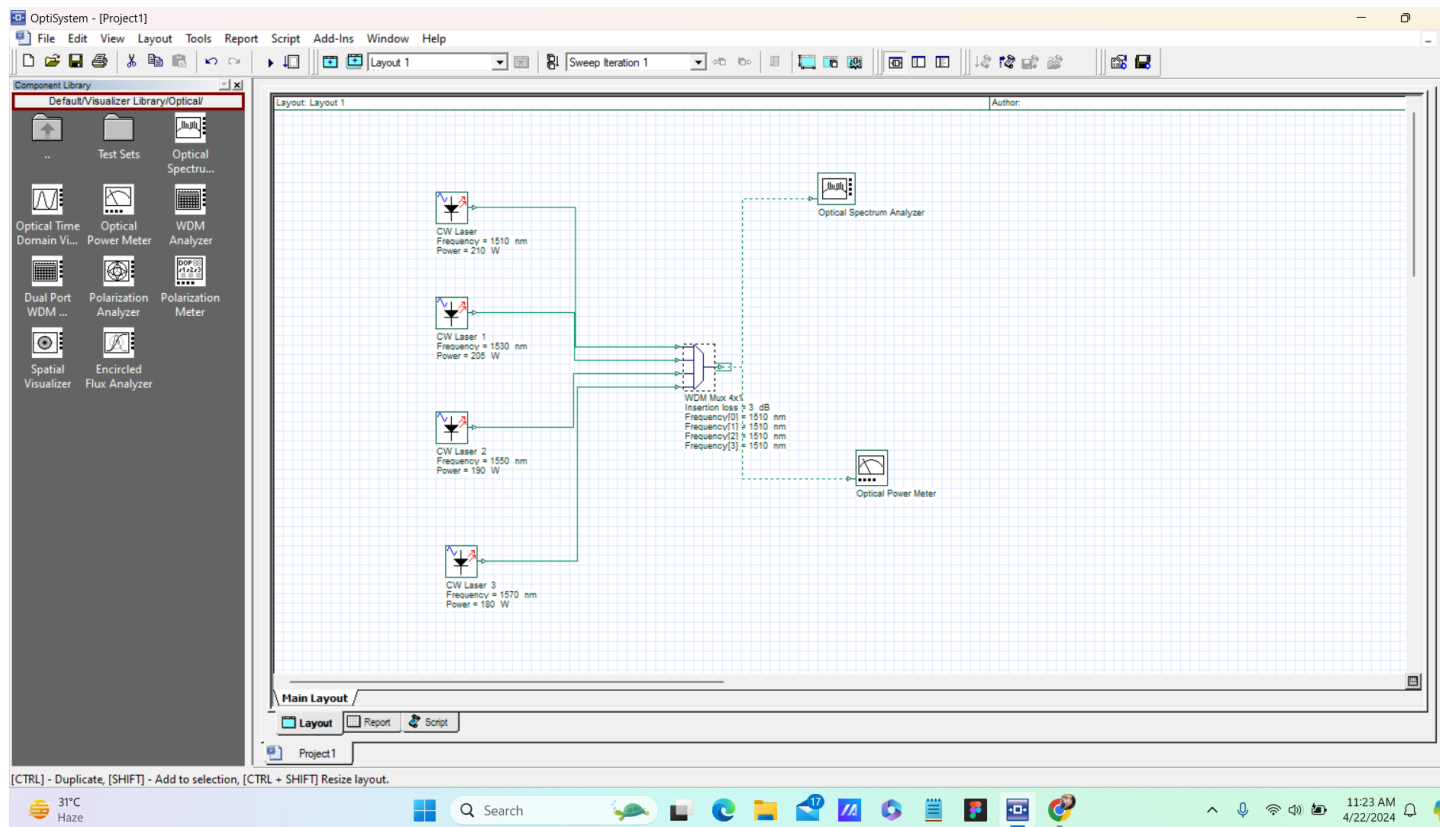 OptiSystem - [Project1]
File Edit View Layout Tools Report Script Add-Ins Window Help
Layout 1
Sweep Iteration 1
Component Library
Default/Visualizer Library/Optical/
..
Test Sets
Optical
Spectru...
Optical Time
Domain Vi...
Optical
Power Meter
WDM
Analyzer
Dual Port
WDM ...
Polarization
Analyzer
DOP
Polarization
Meter
Spatial
Visualizer
Encircled
Flux Analyzer
Layout: Layout 1
Author:
CW Laser
Frequency = 1510 nm
Power = 210 W
CW Laser 1
Frequency = 1530 nm
Power = 205 W
CW Laser 2
Frequency = 1550 nm
Power = 190 W
CW Laser 3
Frequency = 1570 nm
Power = 180 W
WDM Mux 4x1
Insertion loss = 3 dB
Frequency[0] = 1510 nm
Frequency[1] = 1510 nm
Frequency[2] = 1510 nm
Frequency[3] = 1510 nm
Optical Spectrum Analyzer
Optical Power Meter
Main Layout
Layout Report Script
Project1
[CTRL] - Duplicate, [SHIFT] - Add to selection, [CTRL + SHIFT] Resize layout.
31°C
Haze
Search
17
11:23 AM
4/22/2024